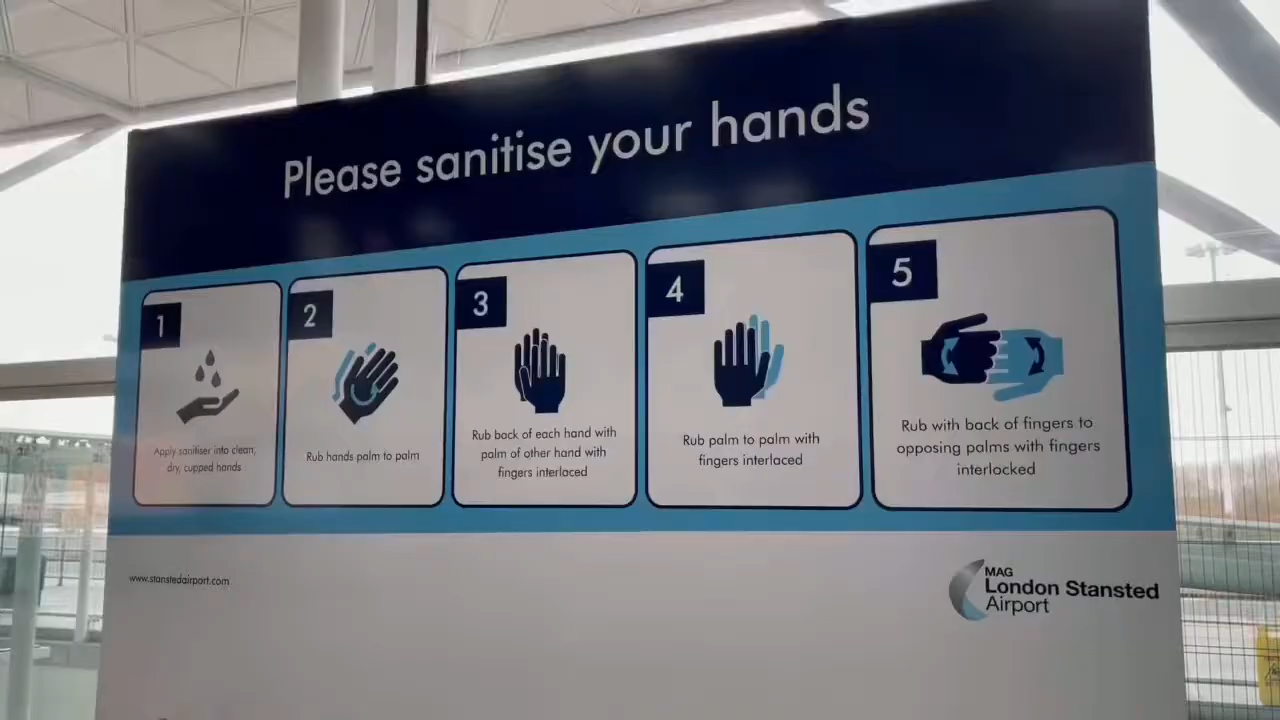 Please sanitise your hands
1
Apply sanitiser into clean,
dry, cupped hands
2
Rub hands palm to palm
3
Rub back of each hand with
palm of other hand with
fingers interlaced
4
Rub palm to palm with
fingers interlaced
5
Rub with back of fingers to
opposing palms with fingers
interlocked
www.stanstedairport.com
MAG
London Stansted
Airport